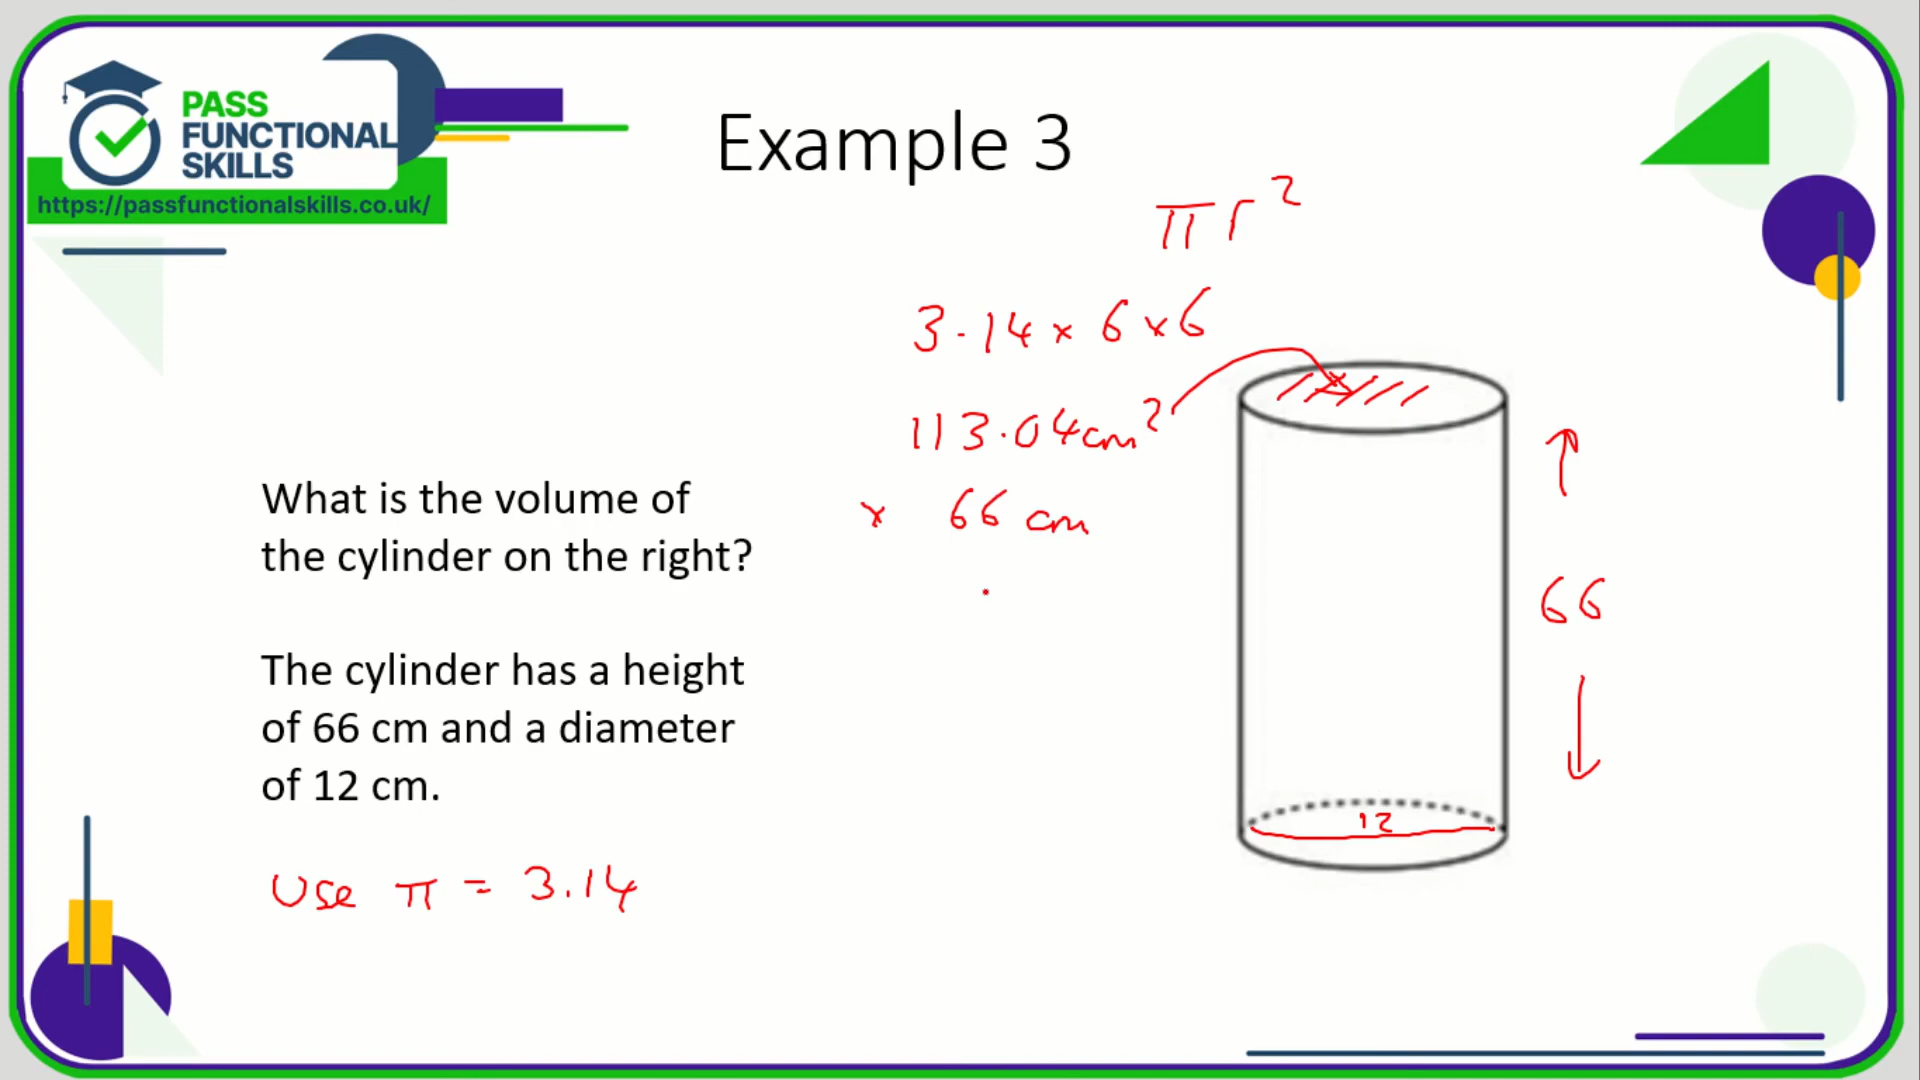 PASS
FUNCTIONAL
SKILLS
https://passfunctionalskills.co.uk/
Example 3
πr²
3.14 × 6 × 6
113.04cm²
× 66 cm
What is the volume of
the cylinder on the right?
The cylinder has a height
of 66 cm and a diameter
of 12 cm.
Use π = 3.14
66
12